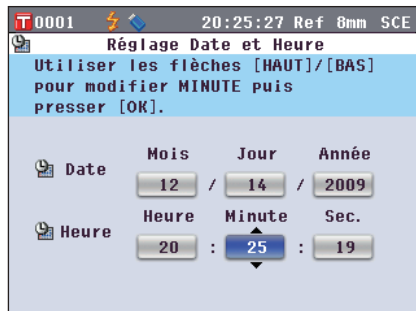 T 0001 20:25:27 Ref 8mm SCE
Réglage Date et Heure
Utiliser les flèches [HAUT]/[BAS]
pour modifier MINUTE puis
presser [OK].
Mois Jour Année
Date 12 / 14 / 2009
Heure Minute Sec.
Heure 20 : 25 : 19